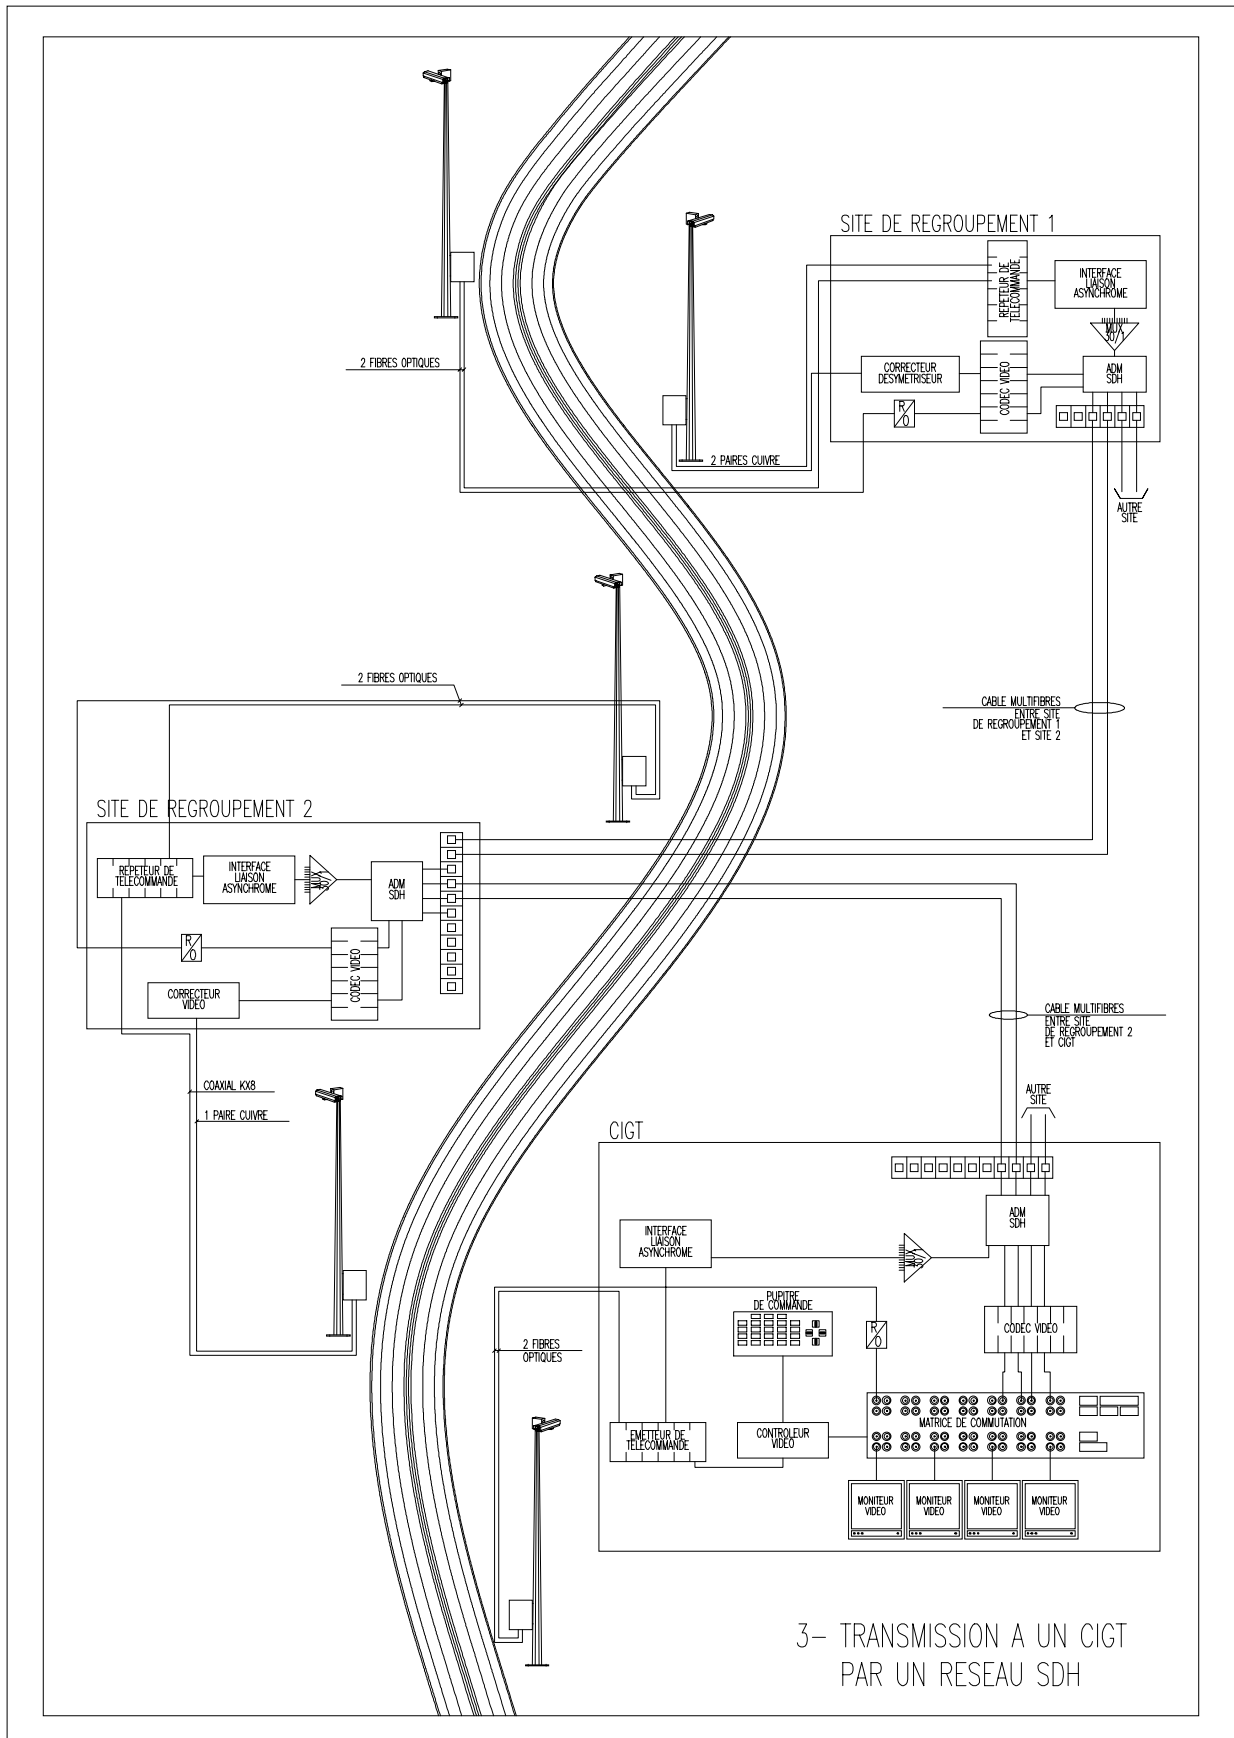 SITE DE REGROUPEMENT 1
REPETEUR DE
TELECOMMANDE
INTERFACE
LIAISON
ASYNCHROME
MUX
30/1
2 FIBRES OPTIQUES
CORRECTEUR
DESYMETRISEUR
CODEC VIDEO
ADM
SDH
R/O
2 PAIRES CUIVRE
AUTRE
SITE
2 FIBRES OPTIQUES
CABLE MULTIFIBRES
ENTRE SITE
DE REGROUPEMENT 1
ET SITE 2
SITE DE REGROUPEMENT 2
REPETEUR DE
TELECOMMANDE
INTERFACE
LIAISON
ASYNCHROME
ADM
SDH
R/O
CODEC VIDEO
CORRECTEUR
VIDEO
CABLE MULTIFIBRES
ENTRE SITE
DE REGROUPEMENT 2
ET CIGT
COAXIAL KX8
1 PAIRE CUIVRE
AUTRE
SITE
CIGT
ADM
SDH
INTERFACE
LIAISON
ASYNCHROME
PUPITRE
DE COMMANDE
R/O
CODEC VIDEO
2 FIBRES
OPTIQUES
MATRICE DE COMMUTATION
EMETTEUR DE
TELECOMMANDE
CONTROLEUR
VIDEO
MONITEUR
VIDEO
MONITEUR
VIDEO
MONITEUR
VIDEO
MONITEUR
VIDEO
3- TRANSMISSION A UN CIGT
PAR UN RESEAU SDH